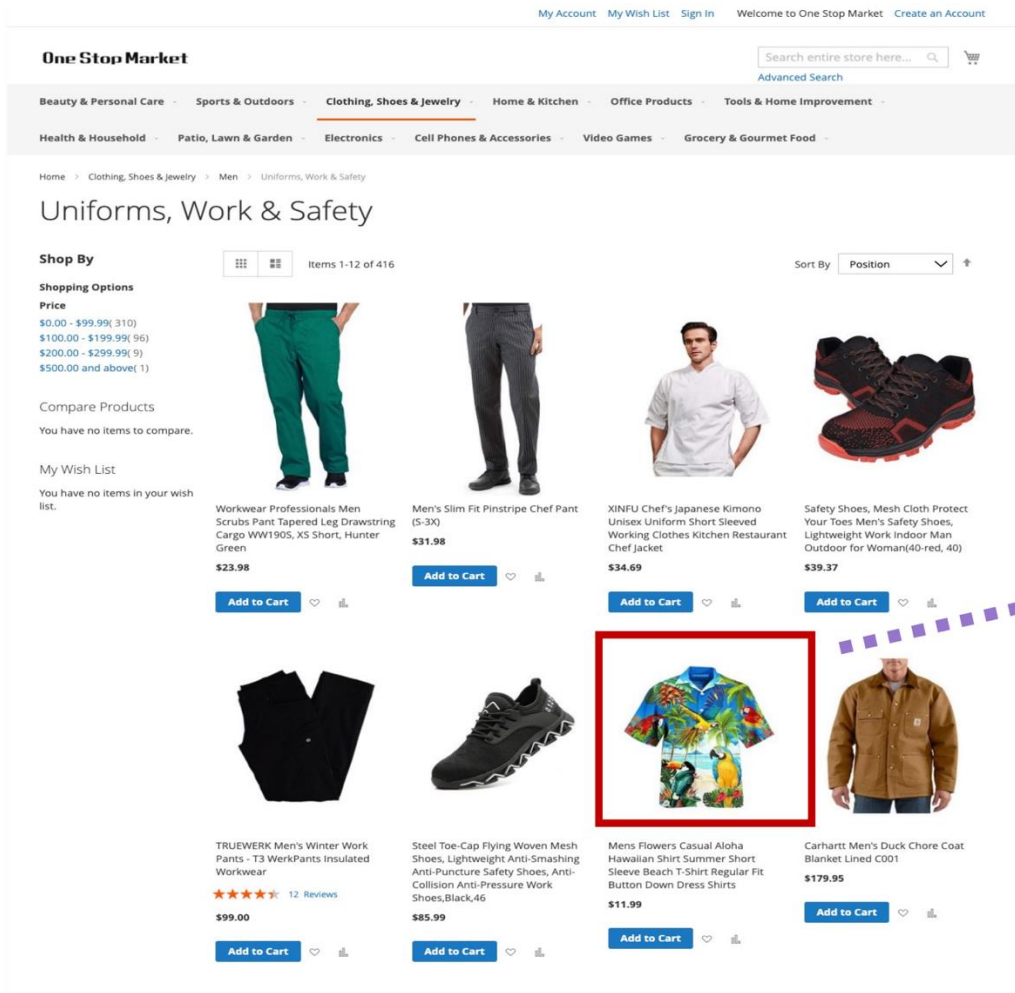 My Account My Wish List Sign In Welcome to One Stop Market Create an Account
One Stop Market
Search entire store here...
Advanced Search
Beauty & Personal Care Sports & Outdoors Clothing, Shoes & Jewelry Home & Kitchen Office Products Tools & Home Improvement
Health & Household Patio, Lawn & Garden Electronics Cell Phones & Accessories Video Games Grocery & Gourmet Food
Home > Clothing, Shoes & Jewelry > Men > Uniforms, Work & Safety
Uniforms, Work & Safety
Shop By
Shopping Options
Price
$0.00 - $99.99( 310)
$100.00 - $199.99( 96)
$200.00 - $299.99( 9)
$500.00 and above( 1)
Compare Products
You have no items to compare.
My Wish List
You have no items in your wish
list.
Items 1-12 of 416
Sort By Position
Workwear Professionals Men
Scrubs Pant Tapered Leg Drawstring
Cargo WW190S, XS Short, Hunter
Green
$23.98
Add to Cart
Men's Slim Fit Pinstripe Chef Pant
(S-3X)
$31.98
Add to Cart
XINFU Chef's Japanese Kimono
Unisex Uniform Short Sleeved
Working Clothes Kitchen Restaurant
Chef Jacket
$34.69
Add to Cart
Safety Shoes, Mesh Cloth Protect
Your Toes Men's Safety Shoes,
Lightweight Work Indoor Man
Outdoor for Woman(40-red, 40)
$39.37
Add to Cart
TRUEWERK Men's Winter Work
Pants - T3 WerkPants Insulated
Workwear
12 Reviews
$99.00
Add to Cart
Steel Toe-Cap Flying Woven Mesh
Shoes, Lightweight Anti-Smashing
Anti-Puncture Safety Shoes, Anti-
Collision Anti-Pressure Work
Shoes,Black,46
$85.99
Add to Cart
Mens Flowers Casual Aloha
Hawaiian Shirt Summer Short
Sleeve Beach T-Shirt Regular Fit
Button Down Dress Shirts
$11.99
Add to Cart
Carhartt Men's Duck Chore Coat
Blanket Lined C001
$179.95
Add to Cart